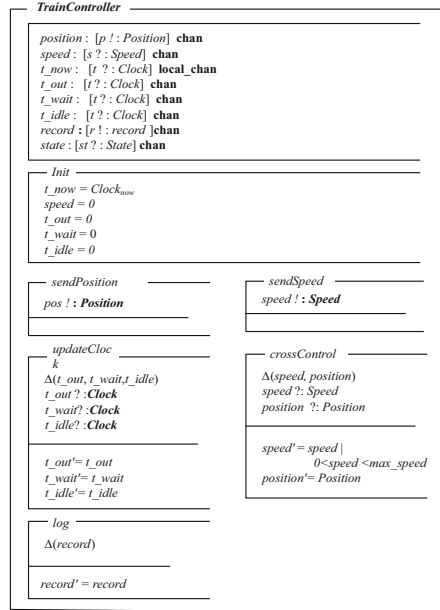 TrainController
position : [p ! : Position] chan
speed : [s ? : Speed] chan
t_now : [t ? : Clock] local_chan
t_out : [t ? : Clock] chan
t_wait : [t ? : Clock] chan
t_idle : [t ? : Clock] chan
record : [r ! : record ]chan
state : [st ? : State] chan
Init
t_now = Clocknow
speed = 0
t_out = 0
t_wait = 0
t_idle = 0
sendPosition
pos ! : Position
sendSpeed
speed ! : Speed
updateCloc
k
Δ(t_out, t_wait,t_idle)
t_out ? :Clock
t_wait? :Clock
t_idle? :Clock
t_out'= t_out
t_wait'= t_wait
t_idle'= t_idle
crossControl
Δ(speed, position)
speed ?: Speed
position ?: Position
speed' = speed |
0<speed <max_speed
position'= Position
log
Δ(record)
record' = record